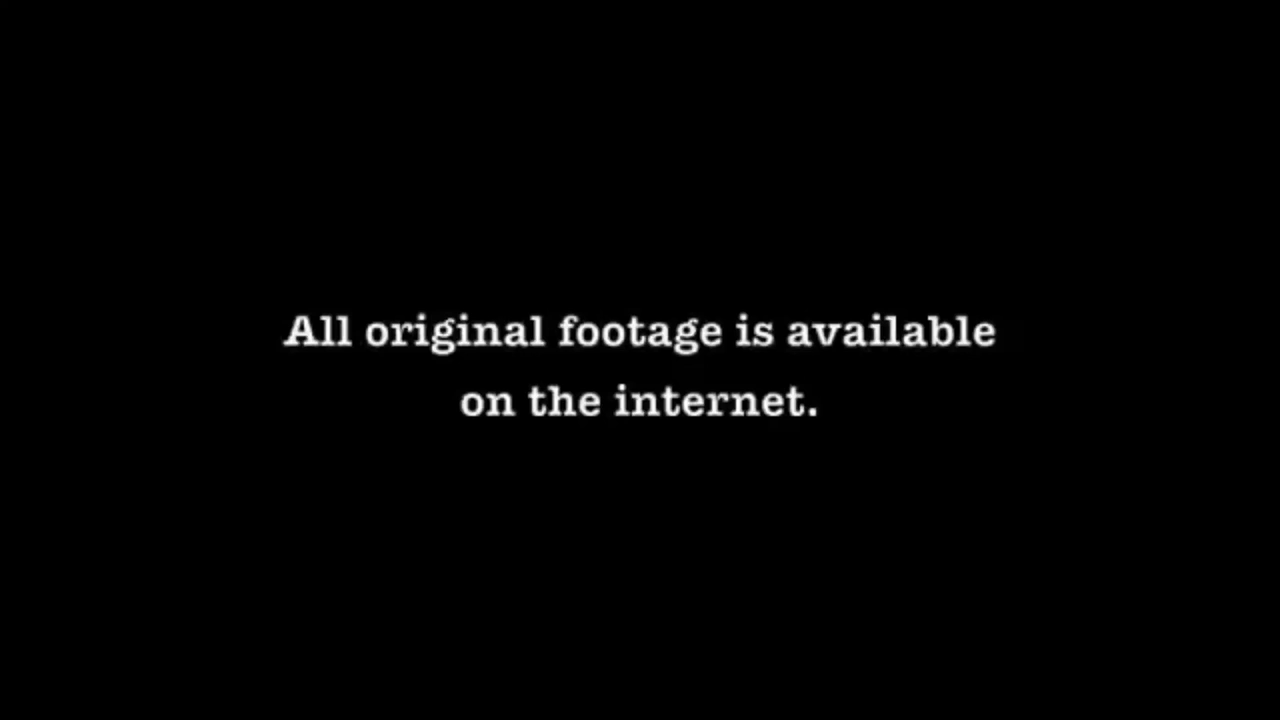 All original footage is available
on the internet.